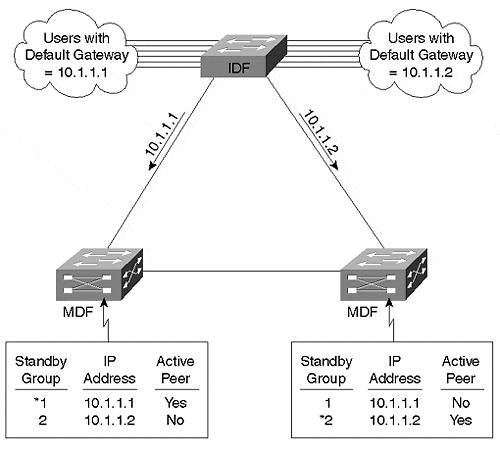 Users with
Default Gateway
= 10.1.1.1
IDF
Users with
Default Gateway
= 10.1.1.2
10.1.1.1
10.1.1.2
MDF
MDF
Standby Group IP Address Active Peer
*1 10.1.1.1 Yes
2 10.1.1.2 No
Standby Group IP Address Active Peer
1 10.1.1.1 No
*2 10.1.1.2 Yes